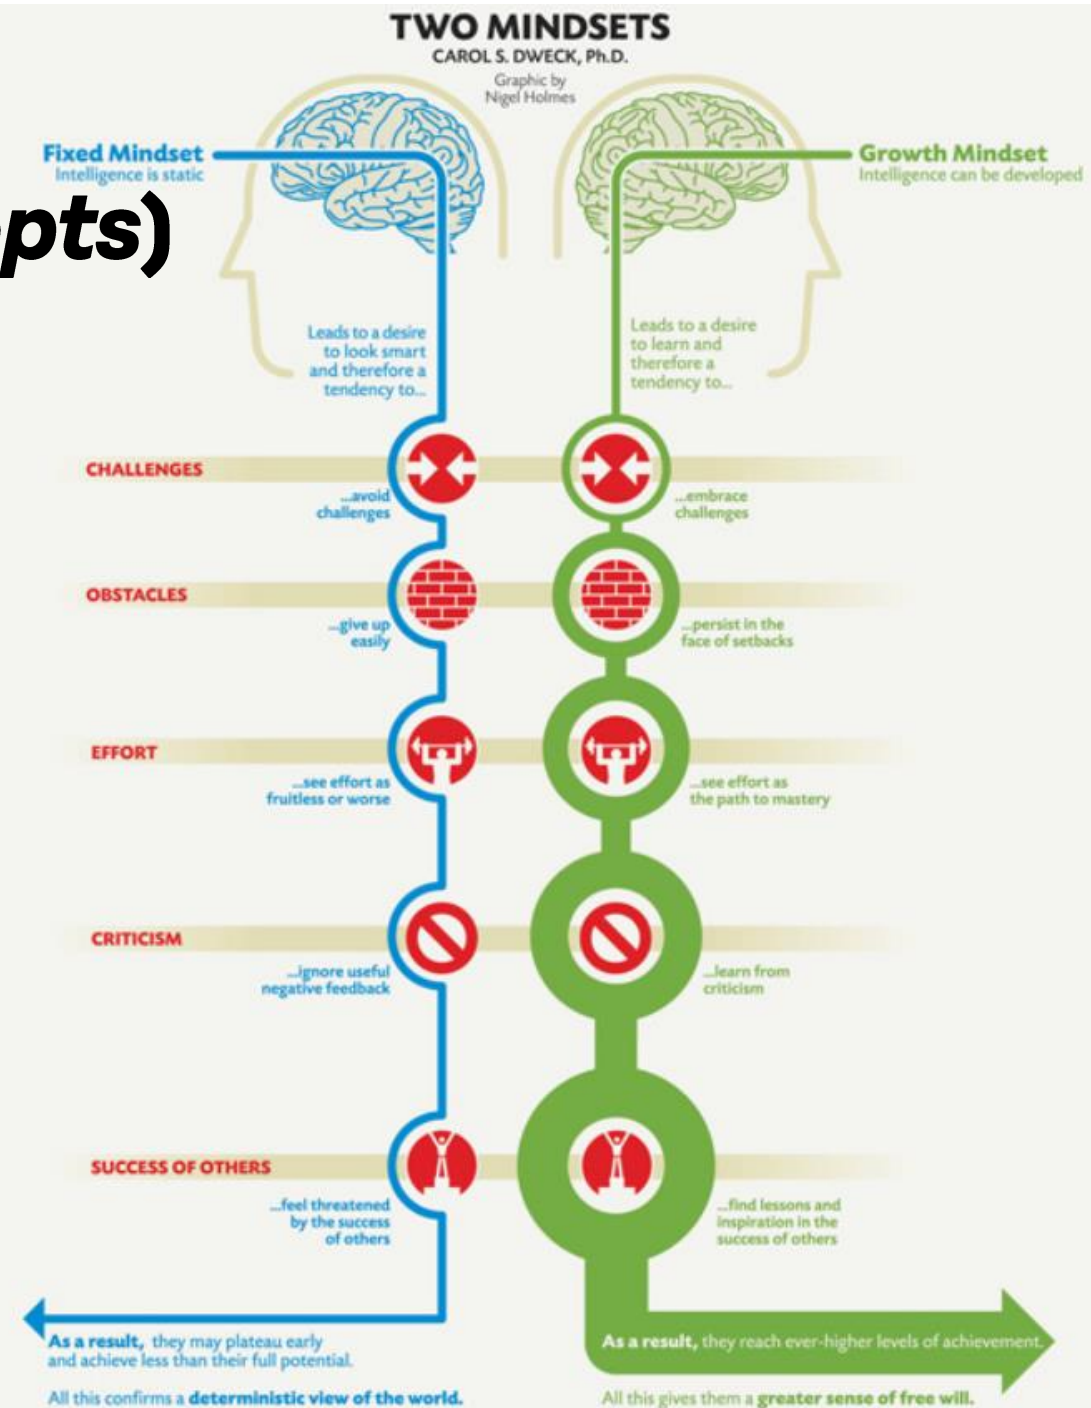 TWO MINDSETS
CAROL S. DWECK, Ph.D.
Graphic by
Nigel Holmes
Fixed Mindset
Intelligence is static
Growth Mindset
Intelligence can be developed
pts)
Leads to a desire
to look smart
and therefore a
tendency to...
Leads to a desire
to learn and
therefore a
tendency to...
CHALLENGES
...avoid
challenges
...embrace
challenges
OBSTACLES
...give up
easily
...persist in the
face of setbacks
EFFORT
...see effort as
fruitless or worse
...see effort as
the path to mastery
CRITICISM
...ignore useful
negative feedback
...learn from
criticism
SUCCESS OF OTHERS
...feel threatened
by the success
of others
...find lessons and
inspiration in the
success of others
As a result, they may plateau early
and achieve less than their full potential.
All this confirms a deterministic view of the world.
As a result, they reach ever-higher levels of achievement.
All this gives them a greater sense of free will.